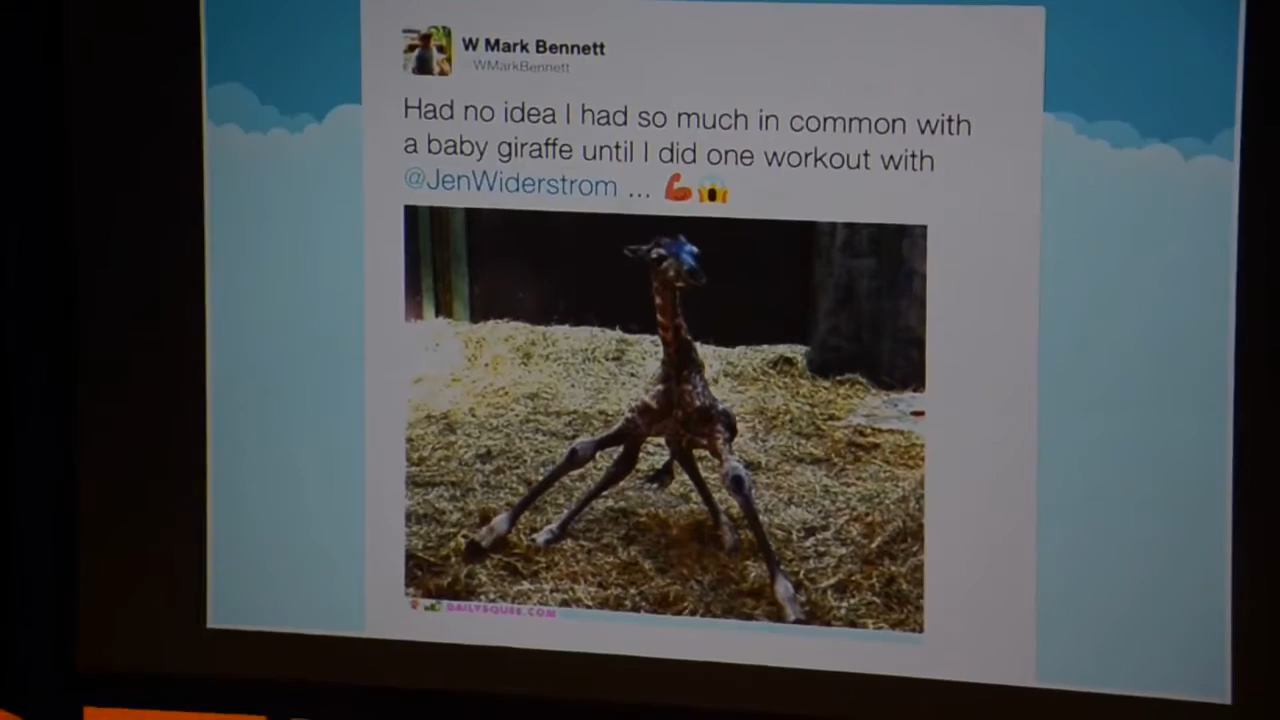 W Mark Bennett
WMarkBennett
Had no idea I had so much in common with
a baby giraffe until I did one workout with
@JenWiderstrom ... 💪😱
DAILYSQUEE.COM